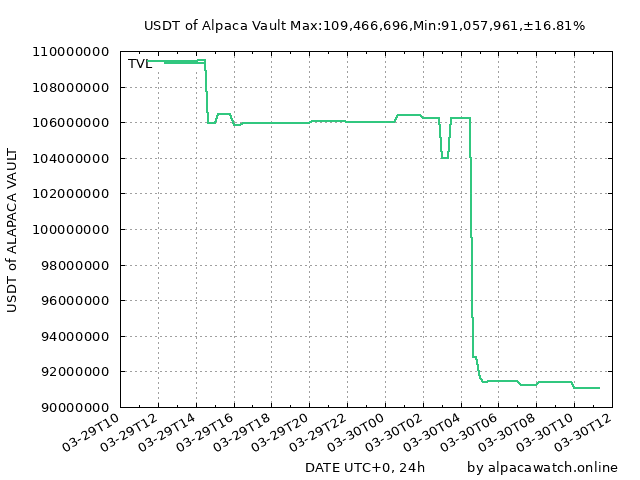 USDT of Alpaca Vault Max:109,466,696,Min:91,057,961,±16.81%
110000000
TVL
108000000
106000000
104000000
102000000
100000000
98000000
96000000
94000000
92000000
90000000
USDT of ALAPACA VAULT
03-29T10
03-29T12
03-29T14
03-29T16
03-29T18
03-29T20
03-29T22
03-30T00
03-30T02
03-30T04
03-30T06
03-30T08
03-30T10
03-30T12
DATE UTC+0, 24h
by alpacawatch.online